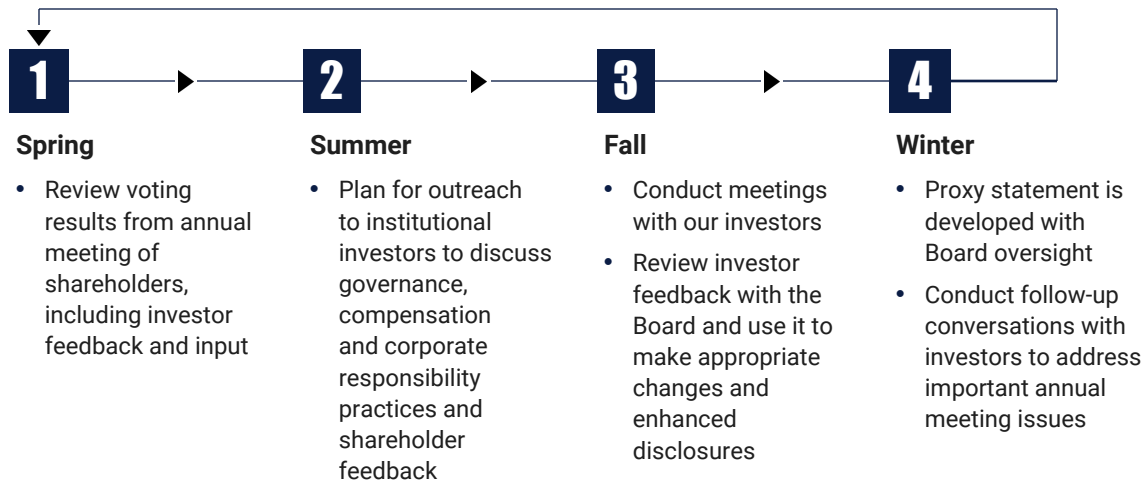 1
Spring
• Review voting
results from annual
meeting of
shareholders,
including investor
feedback and input
2
Summer
• Plan for outreach
to institutional
investors to discuss
governance,
compensation
and corporate
responsibility
practices and
shareholder
feedback
3
Fall
• Conduct meetings
with our investors
• Review investor
feedback with the
Board and use it to
make appropriate
changes and
enhanced
disclosures
4
Winter
• Proxy statement is
developed with
Board oversight
• Conduct follow-up
conversations with
investors to address
important annual
meeting issues